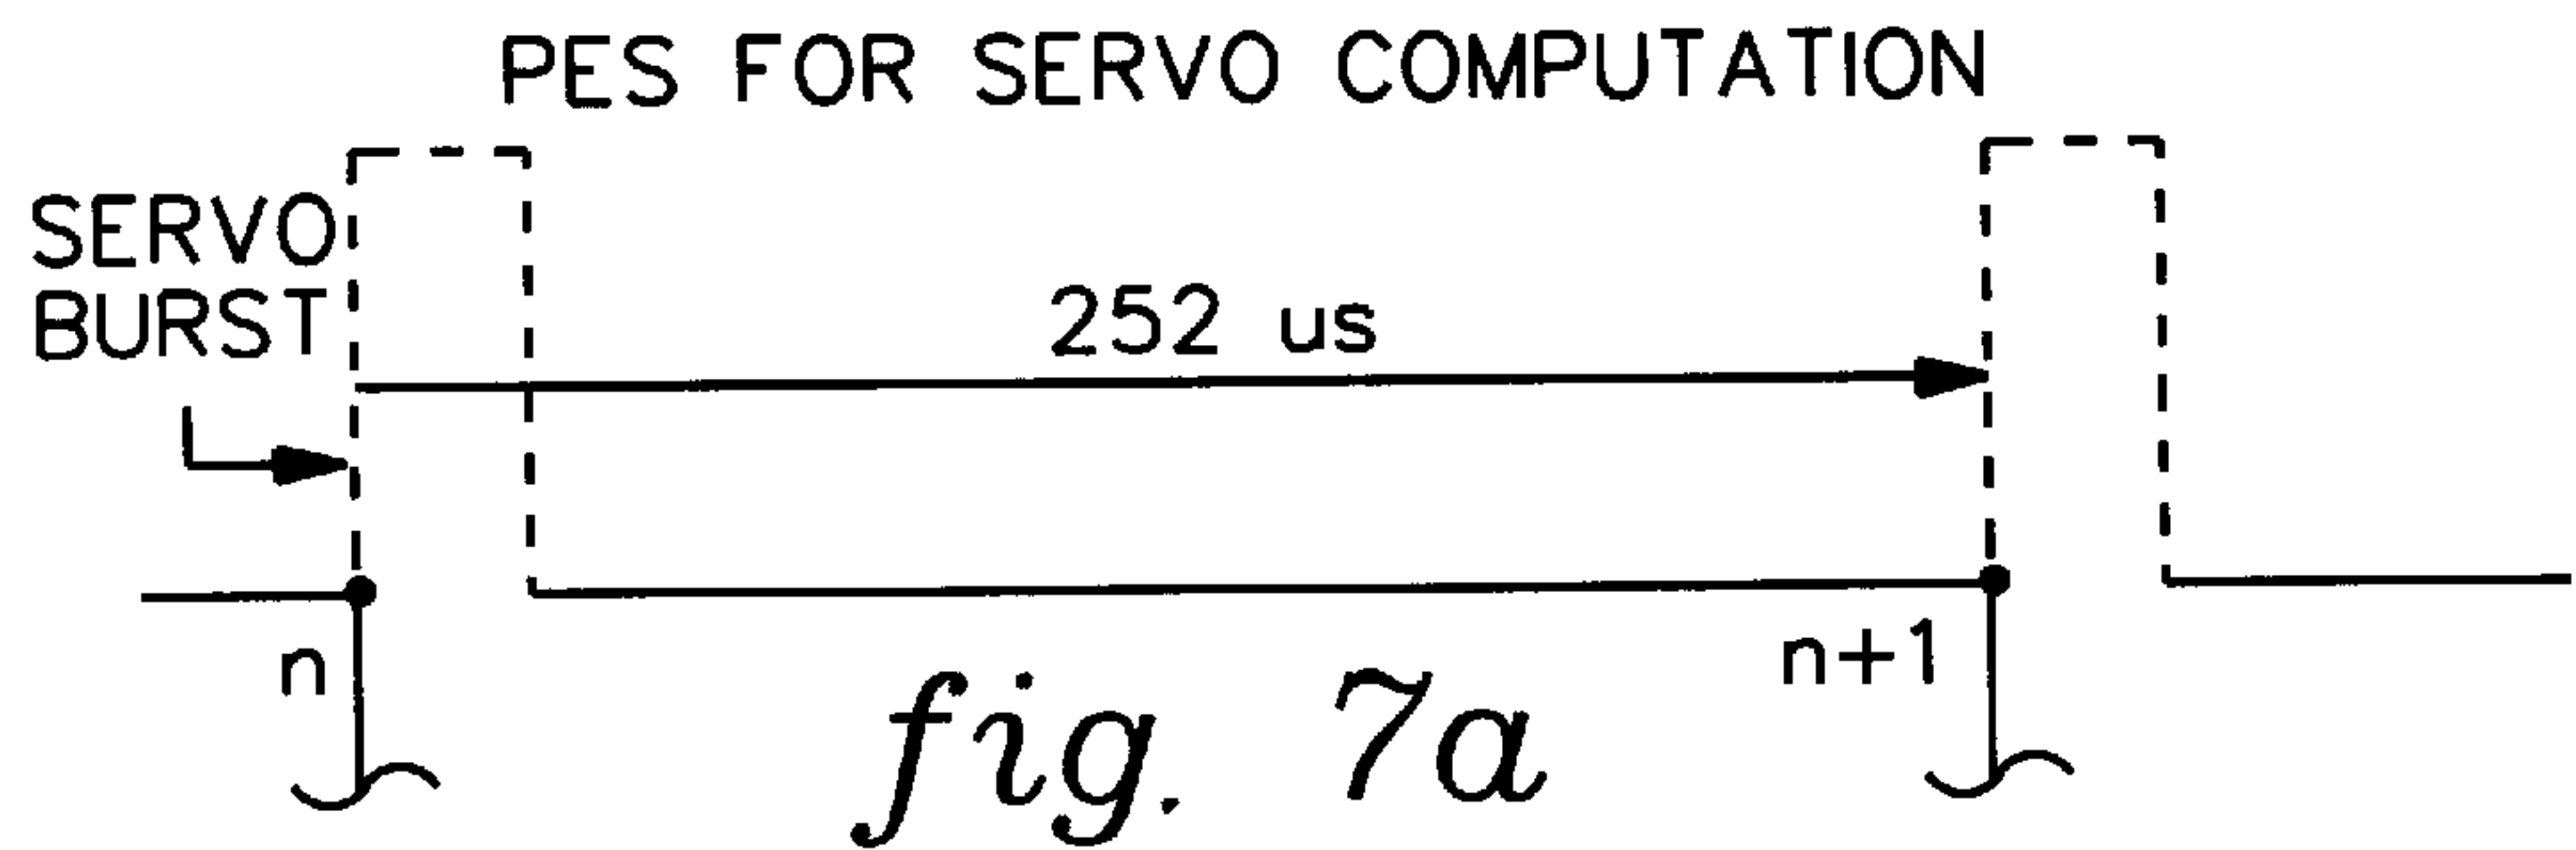 PES FOR SERVO COMPUTATION
SERVO
BURST
252 us
n
n+1
fig. 7a